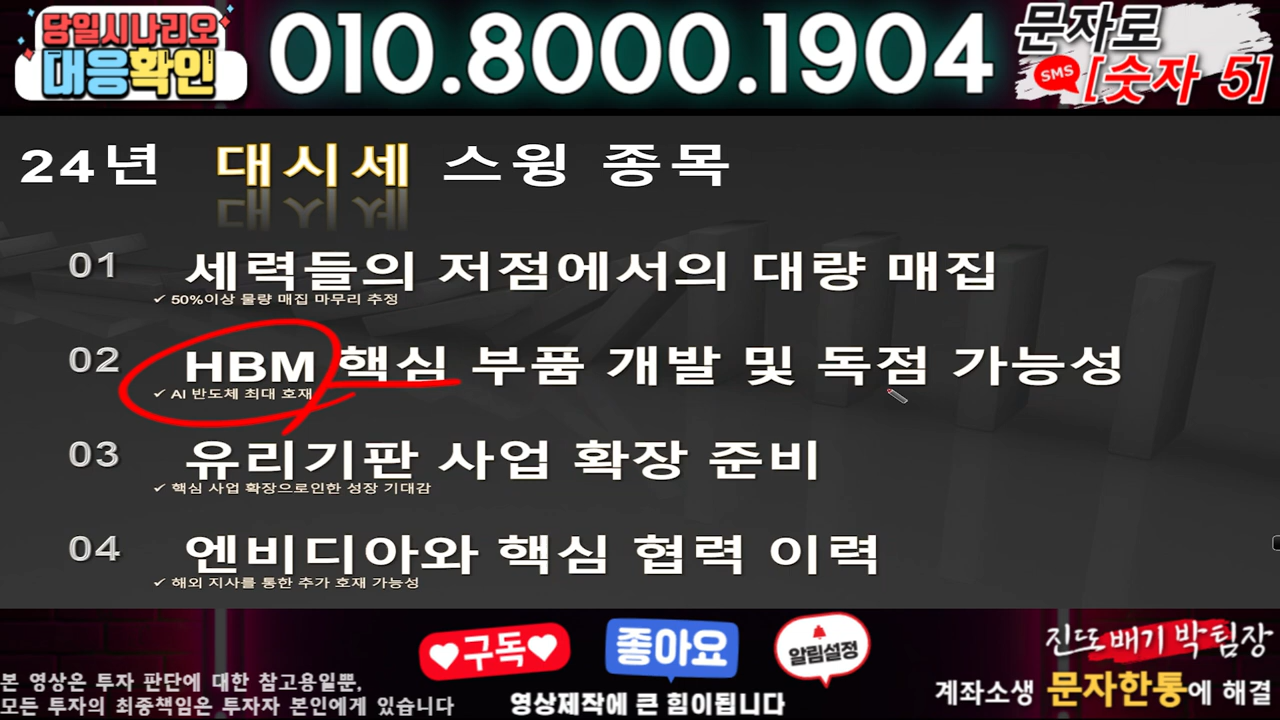 당일시나리오
대응확인
010.8000.1904
문자로
SMS
[숫자 5]
24년 대시세 스윙 종목
01 세력들의 저점에서의 대량 매집
✓ 50%이상 물량 매집 마무리 추정
02 HBM 핵심 부품 개발 및 독점 가능성
✓ AI 반도체 최대 호재
03 유리기판 사업 확장 준비
✓ 핵심 사업 확장으로인한 성장 기대감
04 엔비디아와 핵심 협력 이력
✓ 해외 지사를 통한 추가 호재 가능성
구독
좋아요
알림설정
영상제작에 큰 힘이됩니다
본 영상은 투자 판단에 대한 참고용일뿐,
모든 투자의 최종책임은 투자자 본인에게 있습니다
진또배기 박팀장
계좌소생 문자한통에 해결